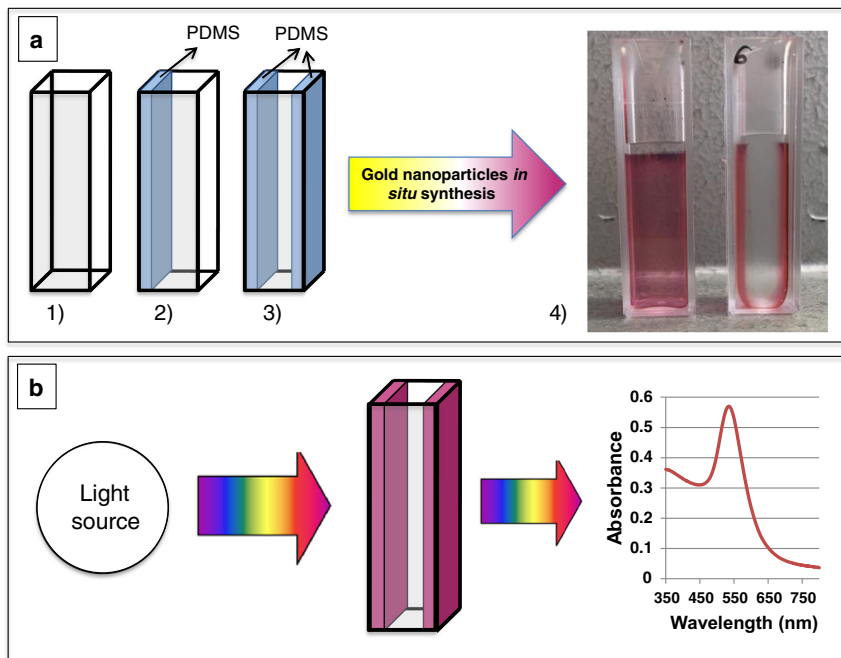 a
PDMS
PDMS
1)
2)
3)
Gold nanoparticles in
situ synthesis
4)
6
b
Light
source
Absorbance
0.6
0.5
0.4
0.3
0.2
0.1
0
350 450 550 650 750
Wavelength (nm)